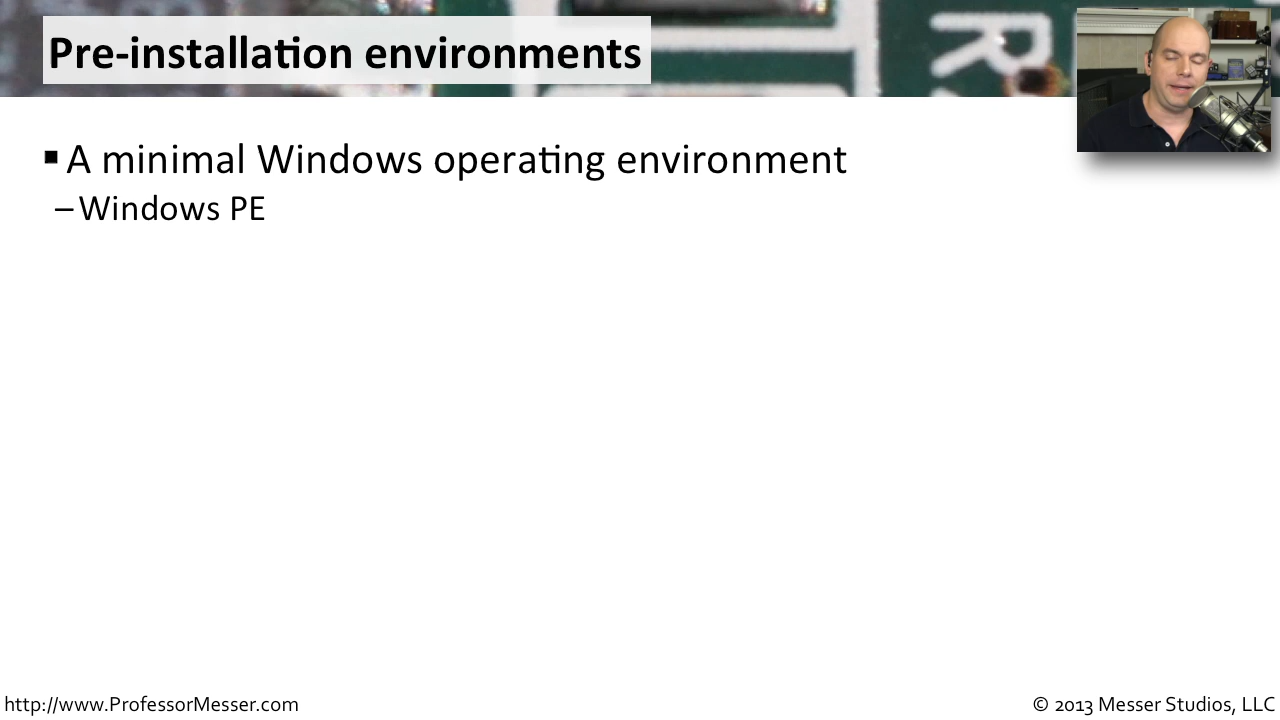 Pre-installation environments
R
▪ A minimal Windows operating environment
– Windows PE
http://www.ProfessorMesser.com
© 2013 Messer Studios, LLC